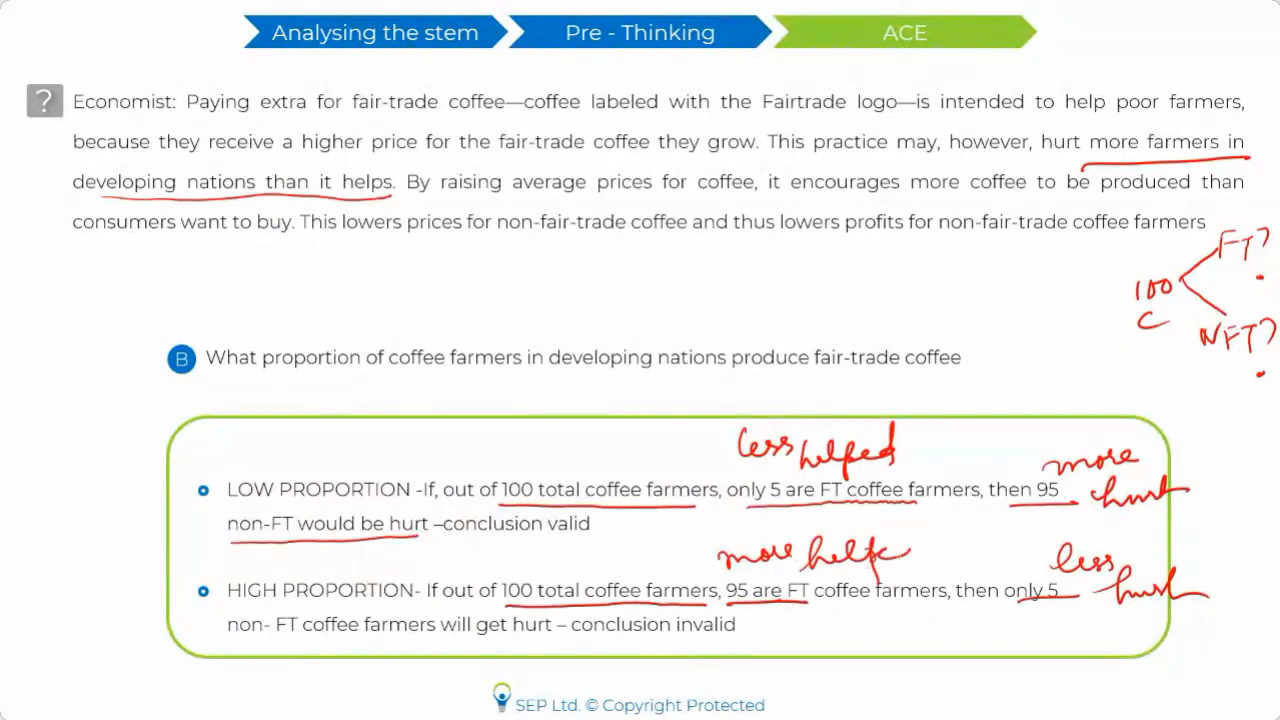 Analysing the stem
Pre - Thinking
ACE
?
Economist: Paying extra for fair-trade coffee—coffee labeled with the Fairtrade logo—is intended to help poor farmers,
because they receive a higher price for the fair-trade coffee they grow. This practice may, however, hurt more farmers in
developing nations than it helps. By raising average prices for coffee, it encourages more coffee to be produced than
consumers want to buy. This lowers prices for non-fair-trade coffee and thus lowers profits for non-fair-trade coffee farmers
FT?
100
C
NFT?
B What proportion of coffee farmers in developing nations produce fair-trade coffee
less helped
more
hurt
LOW PROPORTION -If, out of 100 total coffee farmers, only 5 are FT coffee farmers, then 95
non-FT would be hurt –conclusion valid
more
less
hurt
HIGH PROPORTION- If out of 100 total coffee farmers, 95 are FT coffee farmers, then only 5
non- FT coffee farmers will get hurt – conclusion invalid
SEP Ltd. © Copyright Protected